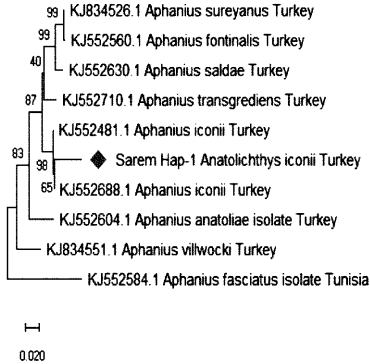 99 KJ834526.1 Aphanius sureyanus Turkey
99 KJ552560.1 Aphanius fontinalis Turkey
KJ552630.1 Aphanius saldae Turkey
40
KJ552710.1 Aphanius transgrediens Turkey
87
KJ552481.1 Aphanius iconii Turkey
Sarem Hap-1 Anatolichthys iconii Turkey
98
65 KJ552688.1 Aphanius iconii Turkey
83
KJ552604.1 Aphanius anatoliae isolate Turkey
KJ834551.1 Aphanius villwocki Turkey
KJ552584.1 Aphanius fasciatus isolate Tunisia
0.020